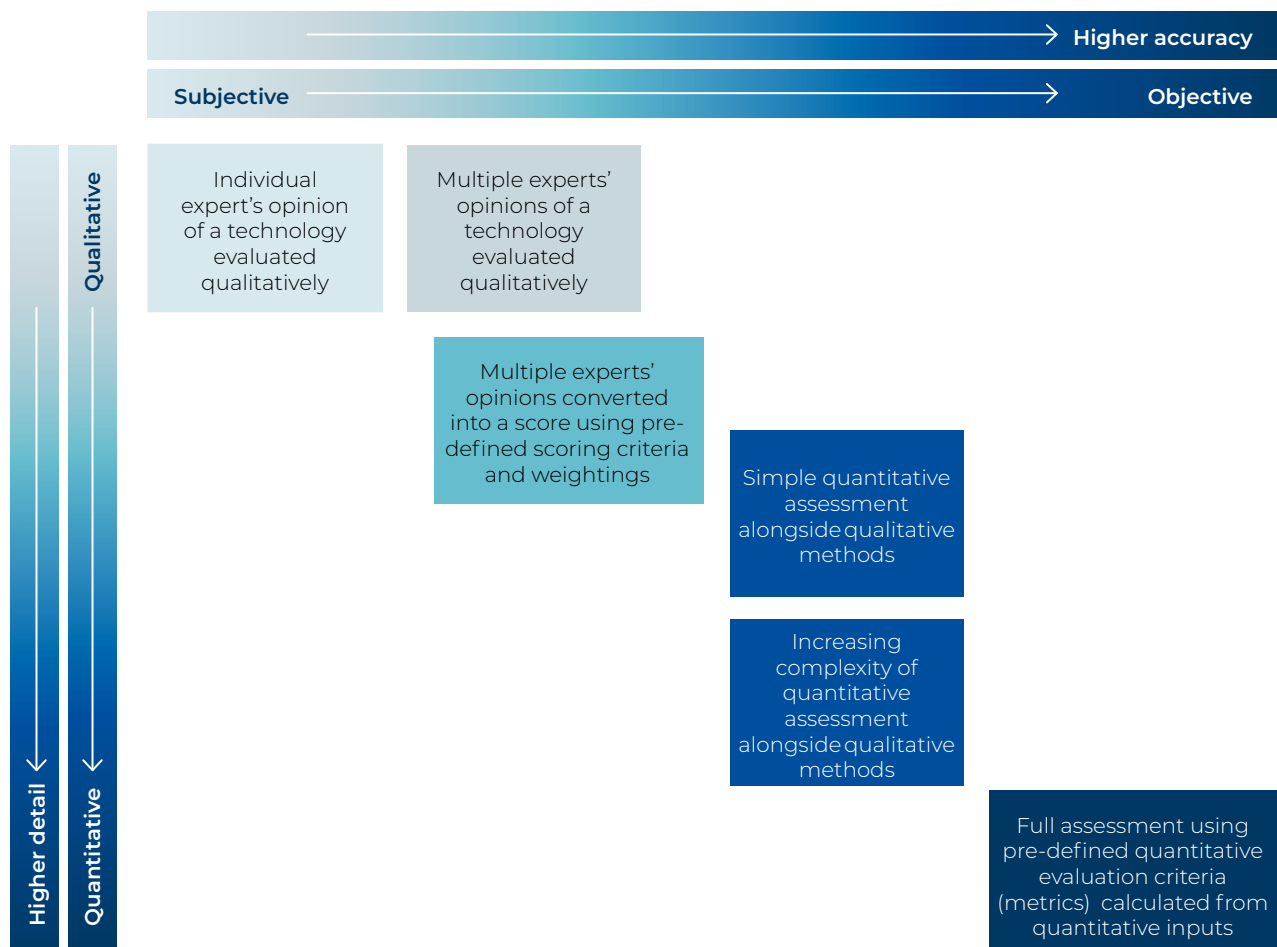 Higher accuracy
Subjective
Objective
Qualitative
Quantitative
Higher detail
Individual
expert’s opinion
of a technology
evaluated
qualitatively
Multiple experts’
opinions of a
technology
evaluated
qualitatively
Multiple experts’
opinions converted
into a score using pre-
defined scoring criteria
and weightings
Simple quantitative
assessment
alongside qualitative
methods
Increasing
complexity of
quantitative
assessment
alongside qualitative
methods
Full assessment using
pre-defined quantitative
evaluation criteria
(metrics) calculated from
quantitative inputs